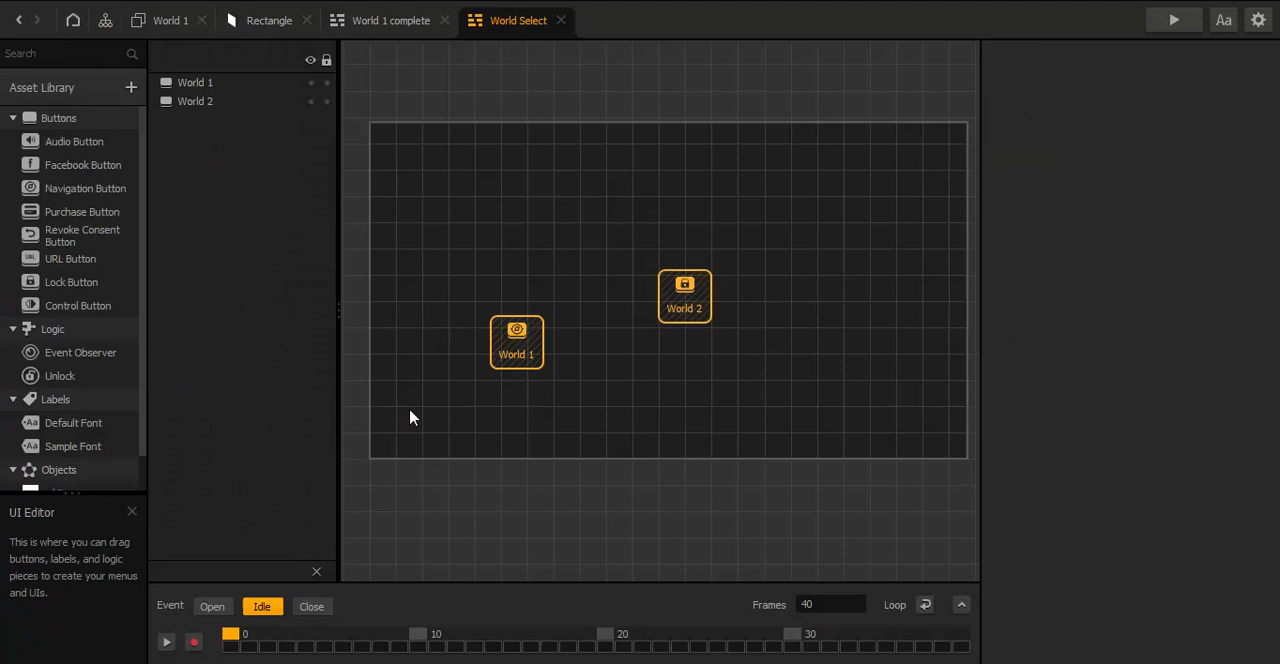 World 1
Rectangle
World 1 complete
World Select
Aa
Search
Asset Library
Buttons
Audio Button
Facebook Button
Navigation Button
Purchase Button
Revoke Consent
Button
URL Button
Lock Button
Control Button
Logic
Event Observer
Unlock
Labels
Default Font
Sample Font
Objects
UI Editor
This is where you can drag
buttons, labels, and logic
pieces to create your menus
and UIs.
World 1
World 2
World 2
World 1
Event
Open
Idle
Close
Frames
40
Loop
0
10
20
30